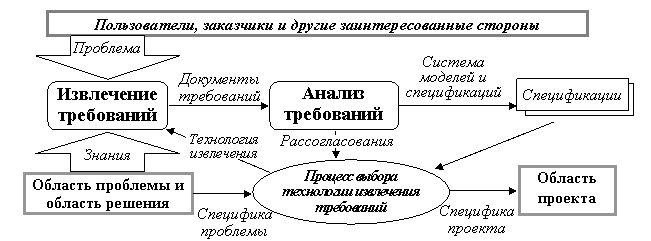 Пользователи, заказчики и другие заинтересованные стороны
Проблема
Извлечение
требований
Документы
требований
Анализ
требований
Система
моделей и
спецификаций
Спецификации
Технология
извлечения
Рассогласования
Знания
Область проблемы и
область решения
Специфика
проблемы
Процесс выбора
технологии извлечения
требований
Специфика
проекта
Область
проекта